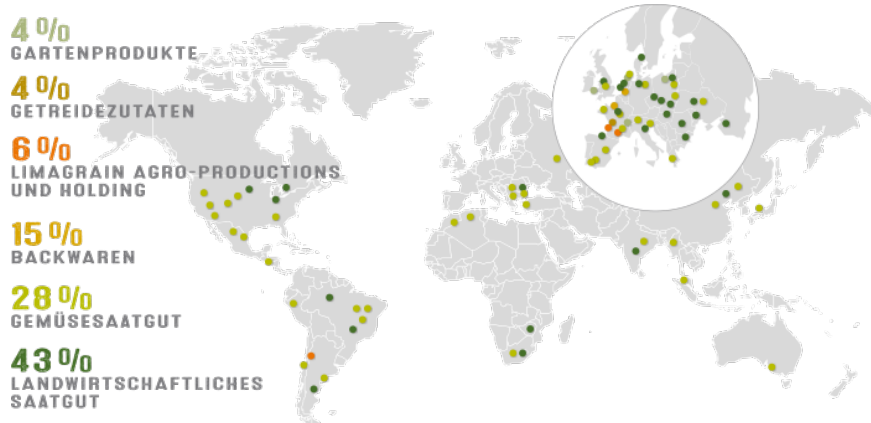 4%
GARTENPRODUKTE
4%
GETREIDEZUTATEN
6%
LIMAGRAIN AGRO-PRODUCTIONS
UND HOLDING
15%
BACKWAREN
28%
GEMÜSESAATGUT
43%
LANDWIRTSCHAFTLICHES
SAATGUT